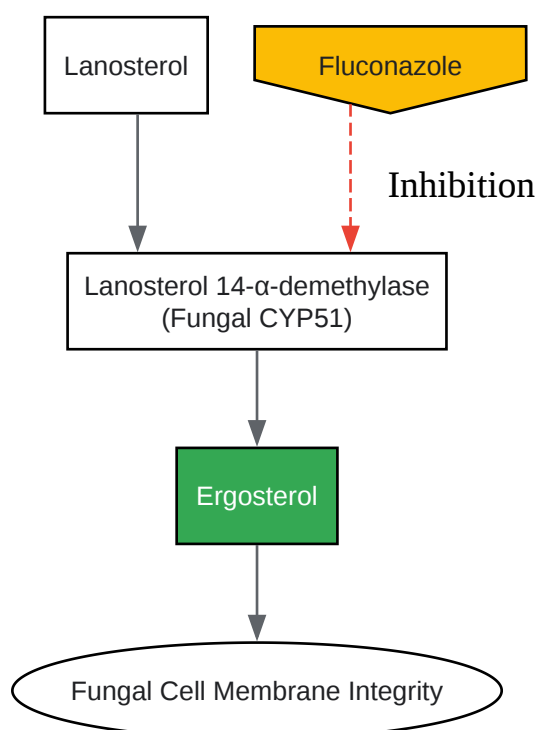 Lanosterol
Fluconazole
Inhibition
Lanosterol 14-α-demethylase
(Fungal CYP51)
Ergosterol
Fungal Cell Membrane Integrity